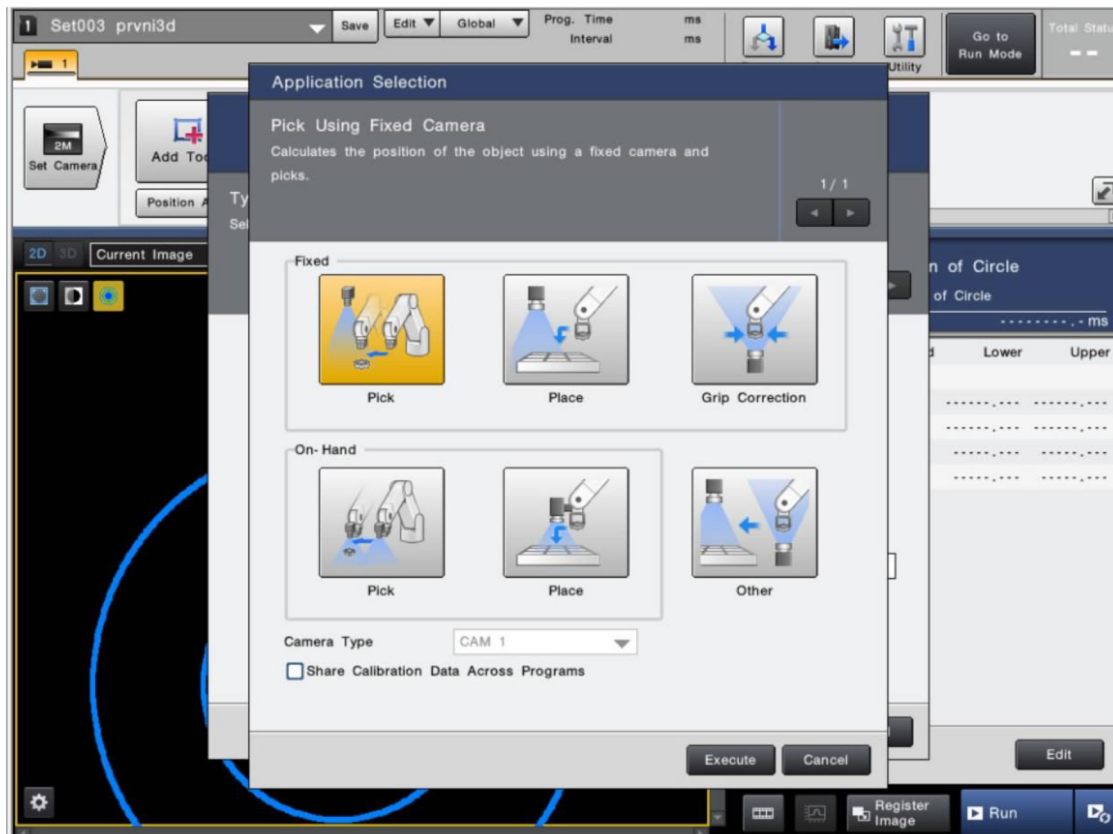 1 Set003 prvni3d
Save
Edit
Global
Prog. Time ms
Interval ms
Utility
Go to
Run Mode
Total
1
2M
Set Camera
Add
Position
Application Selection
Pick Using Fixed Camera
Calculates the position of the object using a fixed camera and
picks.
1/ 1
2D 3D Current Image
n of Circle
of Circle
--------.- ms
Lower Upper
------.--- ------.---
------.--- ------.---
------.--- ------.---
------.--- ------.---
Fixed
Pick
Place
Grip Correction
On-Hand
Pick
Place
Other
Camera Type CAM 1
Share Calibration Data Across Programs
Execute
Cancel
Edit
Register
Image
Run